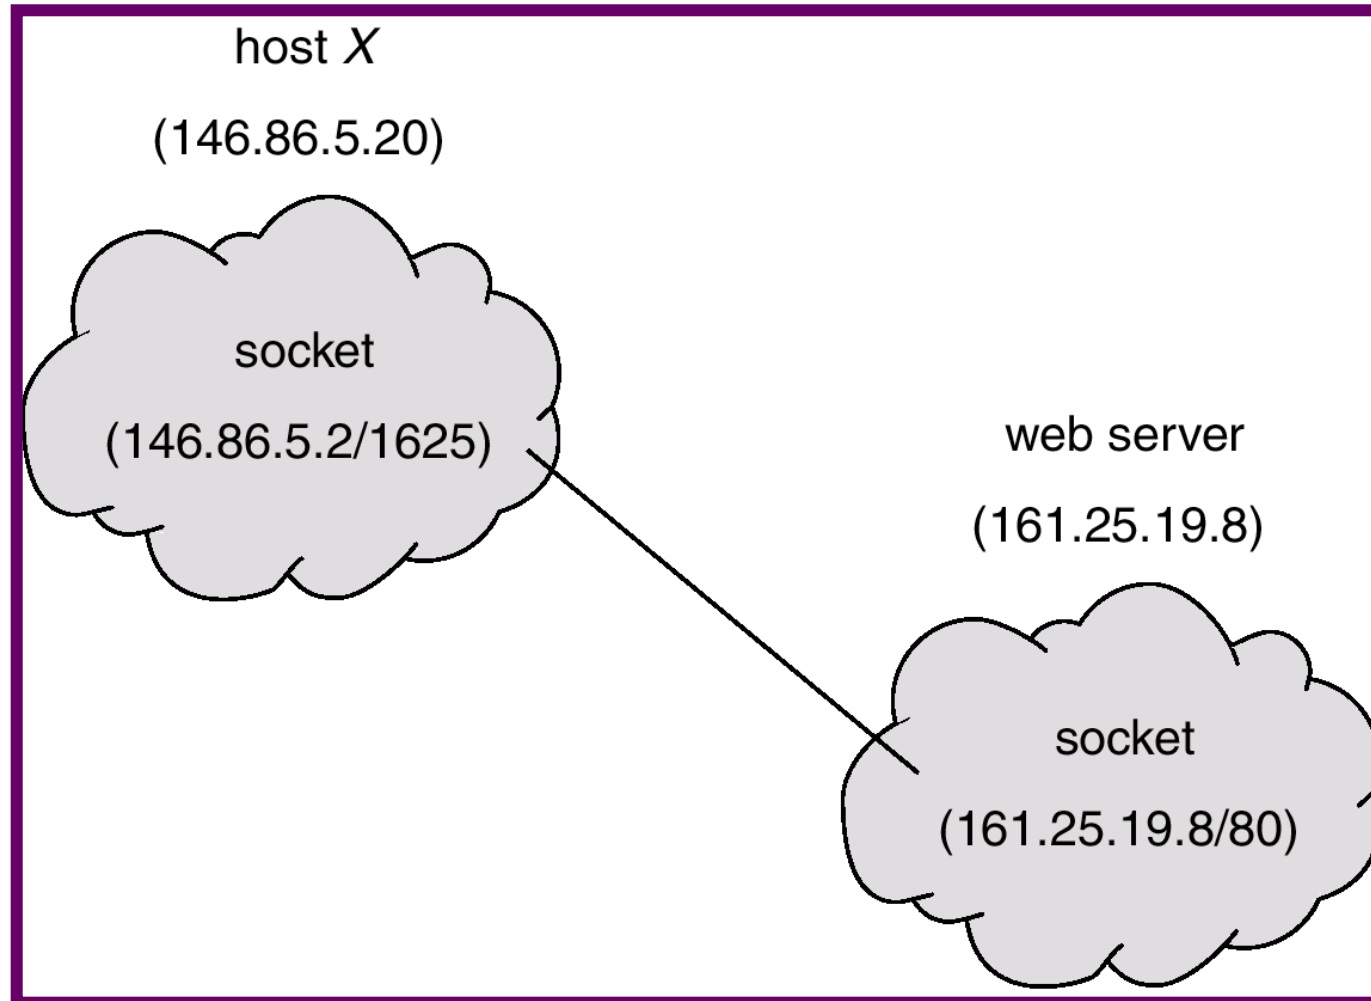 host X
(146.86.5.20)
socket
(146.86.5.2/1625)
web server
(161.25.19.8)
socket
(161.25.19.8/80)